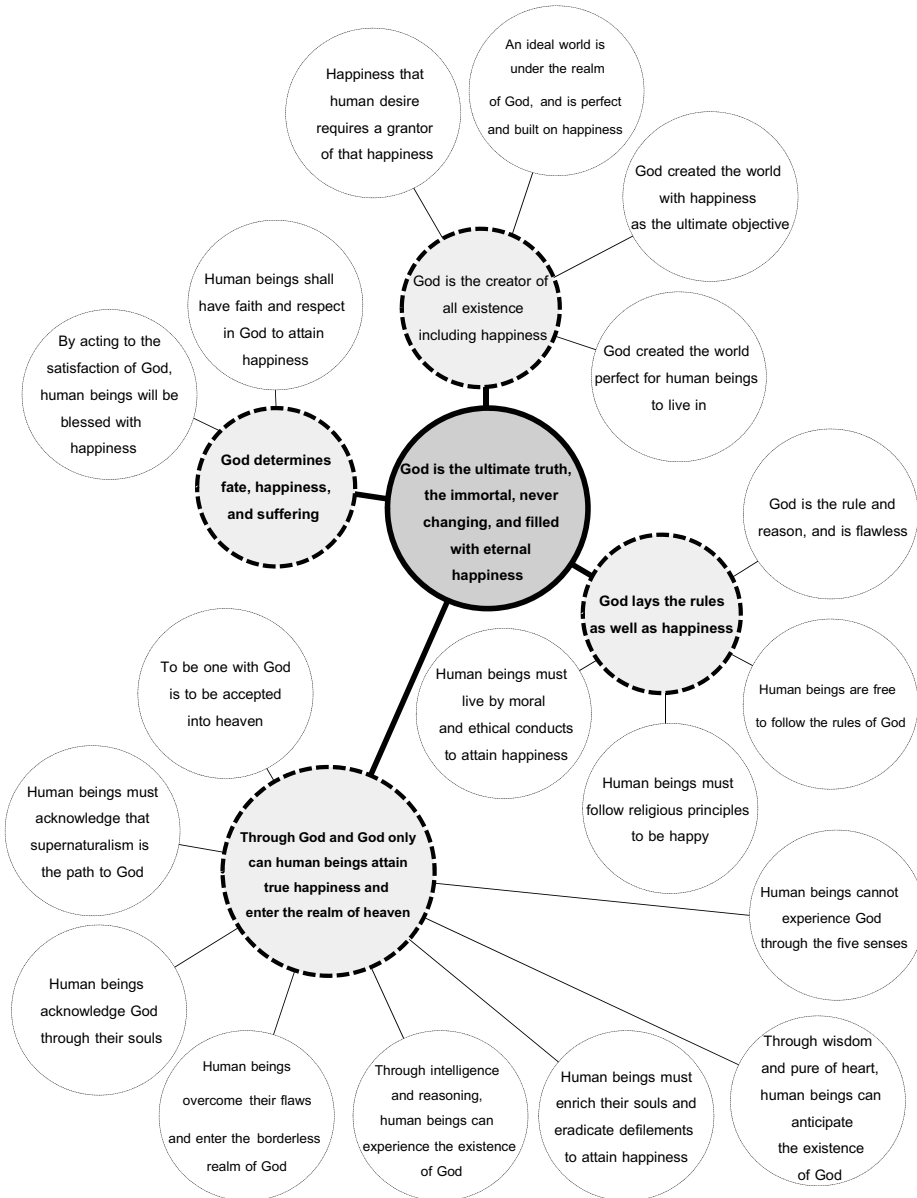 An ideal world is
under the realm
of God, and is perfect
and built on happiness
Happiness that
human desire
requires a grantor
of that happiness
God created the world
with happiness
as the ultimate objective
Human beings shall
have faith and respect
in God to attain
happiness
God is the creator of
all existence
including happiness
By acting to the
satisfaction of God,
human beings will be
blessed with
happiness
God created the world
perfect for human beings
to live in
God determines
fate, happiness,
and suffering
God is the ultimate truth,
the immortal, never
changing, and filled
with eternal
happiness
God is the rule and
reason, and is flawless
God lays the rules
as well as happiness
To be one with God
is to be accepted
into heaven
Human beings must
live by moral
and ethical conducts
to attain happiness
Human beings are free
to follow the rules of God
Human beings must
follow religious principles
to be happy
Human beings must
acknowledge that
supernaturalism is
the path to God
Through God and God only
can human beings attain
true happiness and
enter the realm of heaven
Human beings cannot
experience God
through the five senses
Human beings
acknowledge God
through their souls
Human beings
overcome their flaws
and enter the borderless
realm of God
Through intelligence
and reasoning,
human beings can
experience the existence
of God
Human beings must
enrich their souls and
eradicate defilements
to attain happiness
Through wisdom
and pure of heart,
human beings can
anticipate
the existence
of God